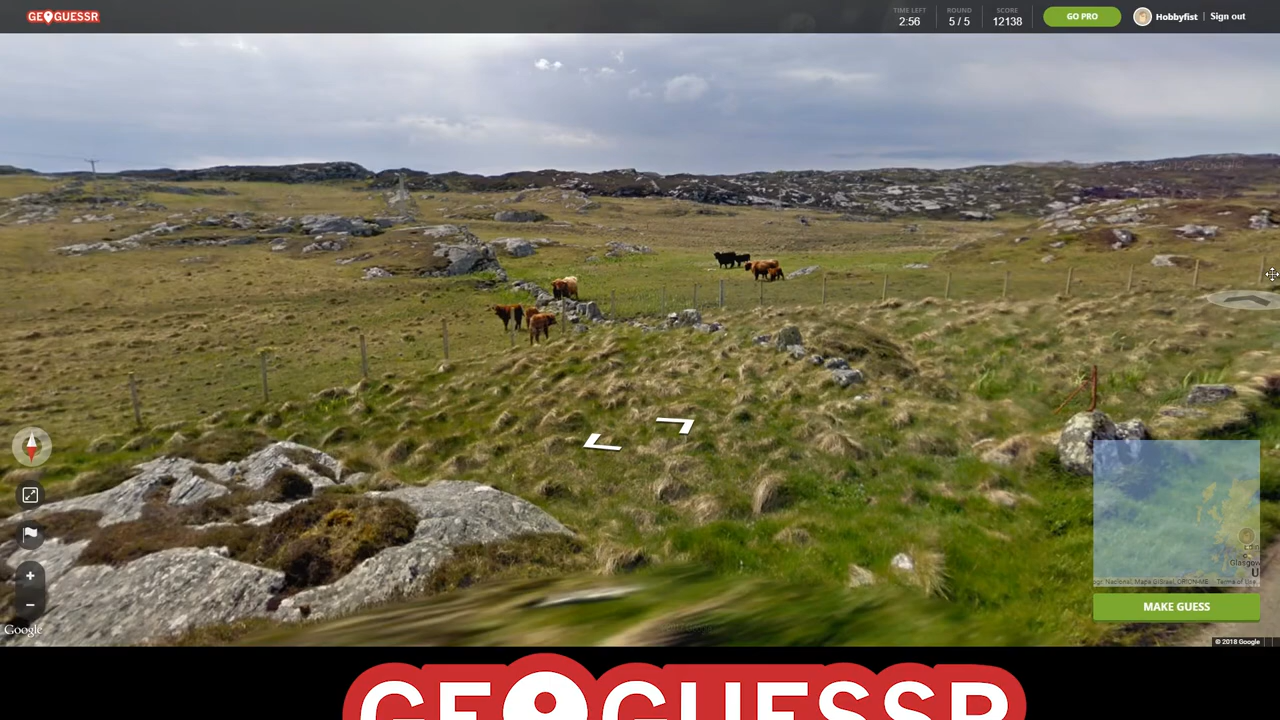 GEOGUESSR
TIME LEFT
2:56
ROUND
5 / 5
SCORE
12138
GO PRO
Hobbyfist
Sign out
Glasgow
U
MAKE GUESS
Google
© 2018 Google
GEOGUESSR